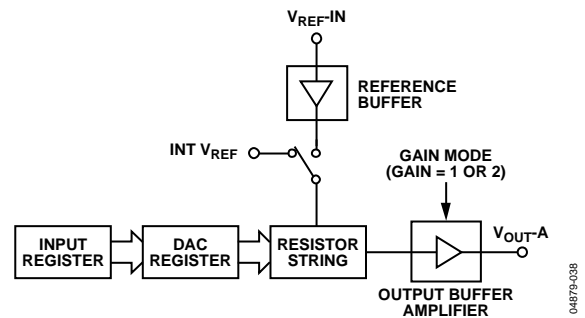 VREF-IN
REFERENCE
BUFFER
INT VREF
GAIN MODE
(GAIN = 1 OR 2)
VOUT-A
INPUT
REGISTER
DAC
REGISTER
RESISTOR
STRING
OUTPUT BUFFER
AMPLIFIER
04879-038